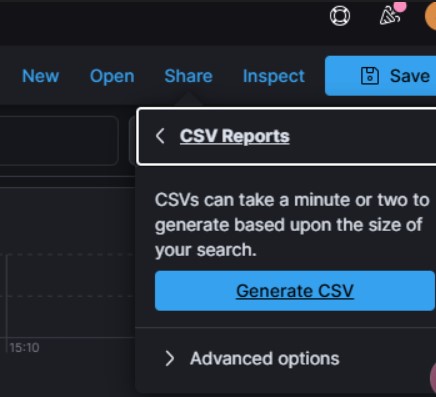 New Open Share Inspect Save
CSV Reports
CSVs can take a minute or two to
generate based upon the size of
your search.
Generate CSV
15:10
Advanced options